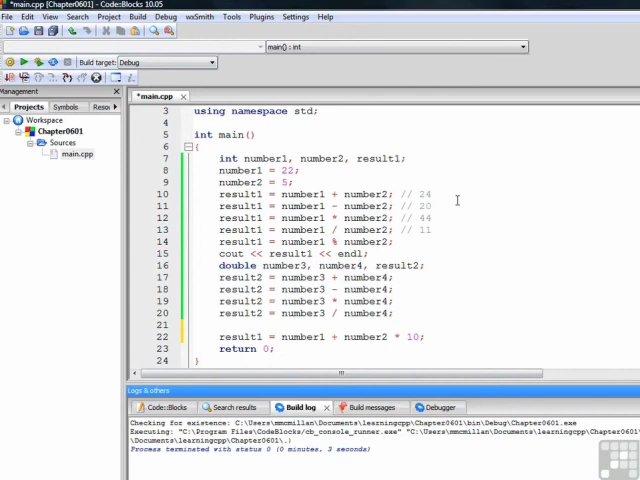 *main.cpp [Chapter0601] - Code::Blocks 10.05
File Edit View Search Project Build Debug wxSmith Tools Plugins Settings Help
main() : int
Build target: Debug
Management
Projects Symbols Resou
Workspace
Chapter0601
Sources
main.cpp
*main.cpp
3 using namespace std;
4
5 int main()
6 {
7 int number1, number2, result1;
8 number1 = 22;
9 number2 = 5;
10 result1 = number1 + number2; // 24
11 result1 = number1 - number2; // 20
12 result1 = number1 * number2; // 44
13 result1 = number1 / number2; // 11
14 result1 = number1 % number2;
15 cout << result1 << endl;
16 double number3, number4, result2;
17 result2 = number3 + number4;
18 result2 = number3 - number4;
19 result2 = number3 * number4;
20 result2 = number3 / number4;
21
22 result1 = number1 + number2 * 10;
23 return 0;
24 }
Logs & others
Code::Blocks Search results Build log Build messages Debugger
Checking for existence: C:\Users\mmcmillan\Documents\learningcpp\Chapter0601\bin\Debug\Chapter0601.exe
Executing: "C:\Program Files\CodeBlocks/cb_console_runner.exe" "C:\Users\mmcmillan\Documents\learningcpp\Chapter060
\Documents\learningcpp\Chapter0601\.)
Process terminated with status 0 (0 minutes, 3 seconds)